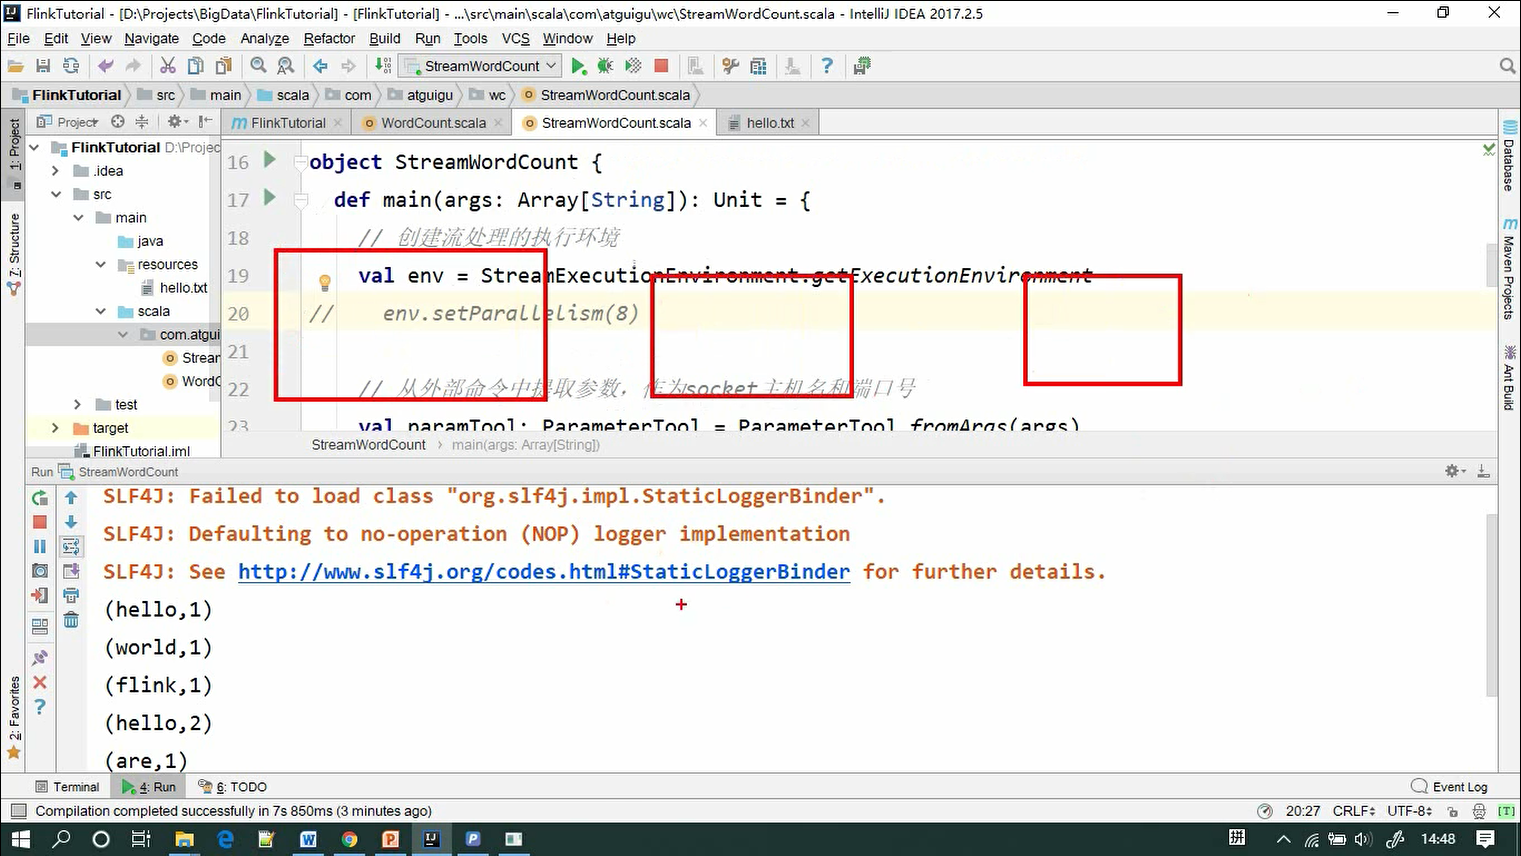 FlinkTutorial - [D:\Projects\BigData\FlinkTutorial] - [FlinkTutorial] - ...\src\main\scala\com\atguigu\wc\StreamWordCount.scala - IntelliJ IDEA 2017.2.5
File Edit View Navigate Code Analyze Refactor Build Run Tools VCS Window Help
StreamWordCount
FlinkTutorial src main scala com atguigu wc StreamWordCount.scala
Project FlinkTutorial WordCount.scala StreamWordCount.scala hello.txt
1: Project
7: Structure
2: Favorites
FlinkTutorial D:\Projec
.idea
src
main
java
resources
hello.txt
scala
com.atgui
Strean
WordC
test
target
FlinkTutorial.iml
16 object StreamWordCount {
17 def main(args: Array[String]): Unit = {
18 // 创建流处理的执行环境
19 val env = StreamExecutionEnvironment.getExecutionEnvironment
20 // env.setParallelism(8)
21
22 // 从外部命令中提取参数，作为socket主机名和端口号
23 val paramTool: ParameterTool = ParameterTool.fromArgs(args)
StreamWordCount main(args: Array[String])
Database
Maven Projects
Ant Build
Run StreamWordCount
SLF4J: Failed to load class "org.slf4j.impl.StaticLoggerBinder".
SLF4J: Defaulting to no-operation (NOP) logger implementation
SLF4J: See http://www.slf4j.org/codes.html#StaticLoggerBinder for further details.
(hello,1)
(world,1)
(flink,1)
(hello,2)
(are,1)
Terminal 4: Run 6: TODO Event Log
Compilation completed successfully in 7s 850ms (3 minutes ago) 20:27 CRLF UTF-8 [T]
拼 14:48